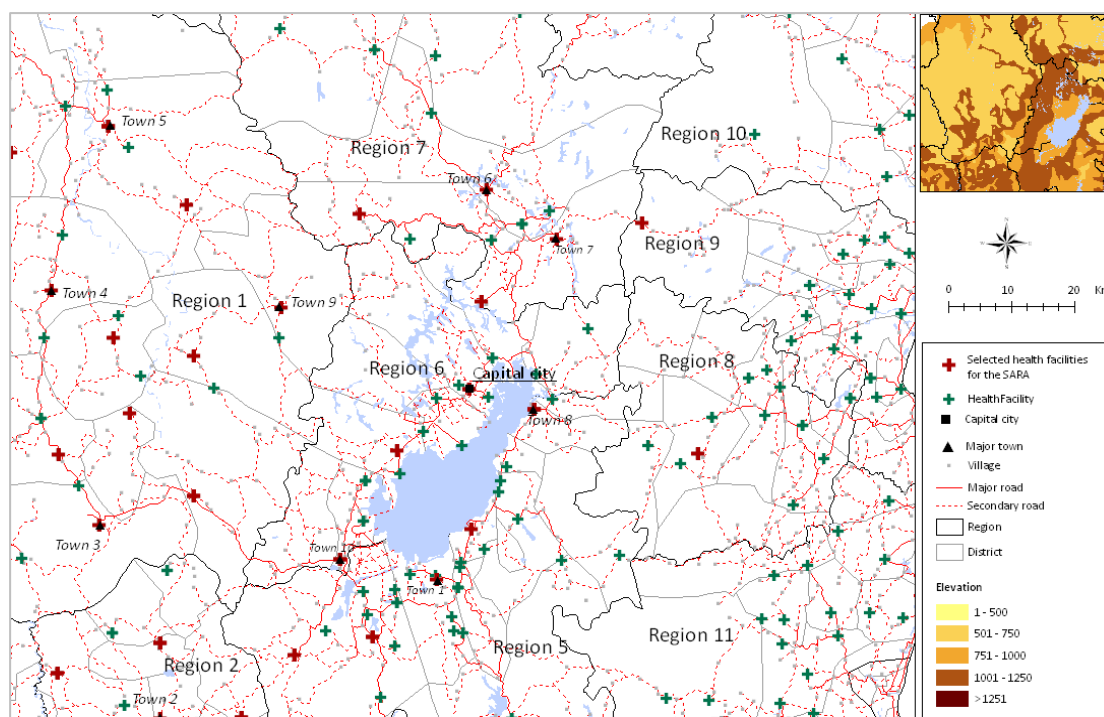 Town 5
Region 7
Region 10
Town 6
Region 9
Town 7
Town 4
Region 1
Town 9
Region 6
Capital city
Region 8
Town 8
Town 3
Town 1
Region 11
Region 5
Region 2
Town 2
0 10 20 Km
Selected health facilities
for the SARA
HealthFacility
Capital city
Major town
Village
Major road
Secondary road
Region
District
Elevation
1 - 500
501 - 750
751 - 1000
1001 - 1250
>1251